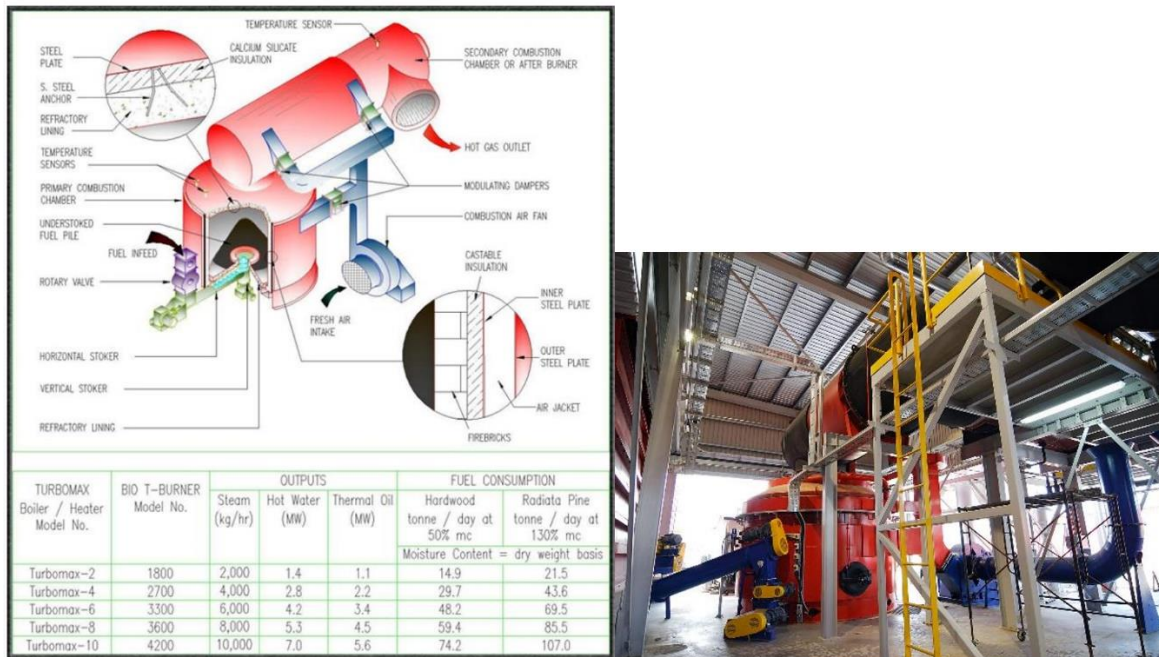 TEMPERATURE SENSOR
STEEL
PLATE
CALCIUM SILICATE
INSULATION
SECONDARY COMBUSTION
CHAMBER OR AFTER BURNER
S. STEEL
ANCHOR
REFRACTORY
LINING
HOT GAS OUTLET
TEMPERATURE
SENSORS
MODULATING DAMPERS
PRIMARY COMBUSTION
CHAMBER
COMBUSTION AIR FAN
UNDERSTOKED
FUEL PILE
FUEL INFEED
CASTABLE
INSULATION
ROTARY VALVE
INNER
STEEL PLATE
FRESH AIR
INTAKE
OUTER
STEEL PLATE
HORIZONTAL STOKER
VERTICAL STOKER
AIR JACKET
REFRACTORY LINING
FIREBRICKS
TURBOMAX
Boiler / Heater
Model No.
BIO T-BURNER
Model No.
OUTPUTS
Steam
(kg/hr)
Hot Water
(MW)
Thermal Oil
(MW)
FUEL CONSUMPTION
Hardwood
tonne / day at
50% mc
Radiata Pine
tonne / day at
130% mc
Moisture Content = dry weight basis
Turbomax-2 1800 2,000 1.4 1.1 14.9 21.5
Turbomax-4 2700 4,000 2.8 2.2 29.7 43.6
Turbomax-6 3300 6,000 4.2 3.4 48.2 69.5
Turbomax-8 3600 8,000 5.3 4.5 59.4 85.5
Turbomax-10 4200 10,000 7.0 5.6 74.2 107.0